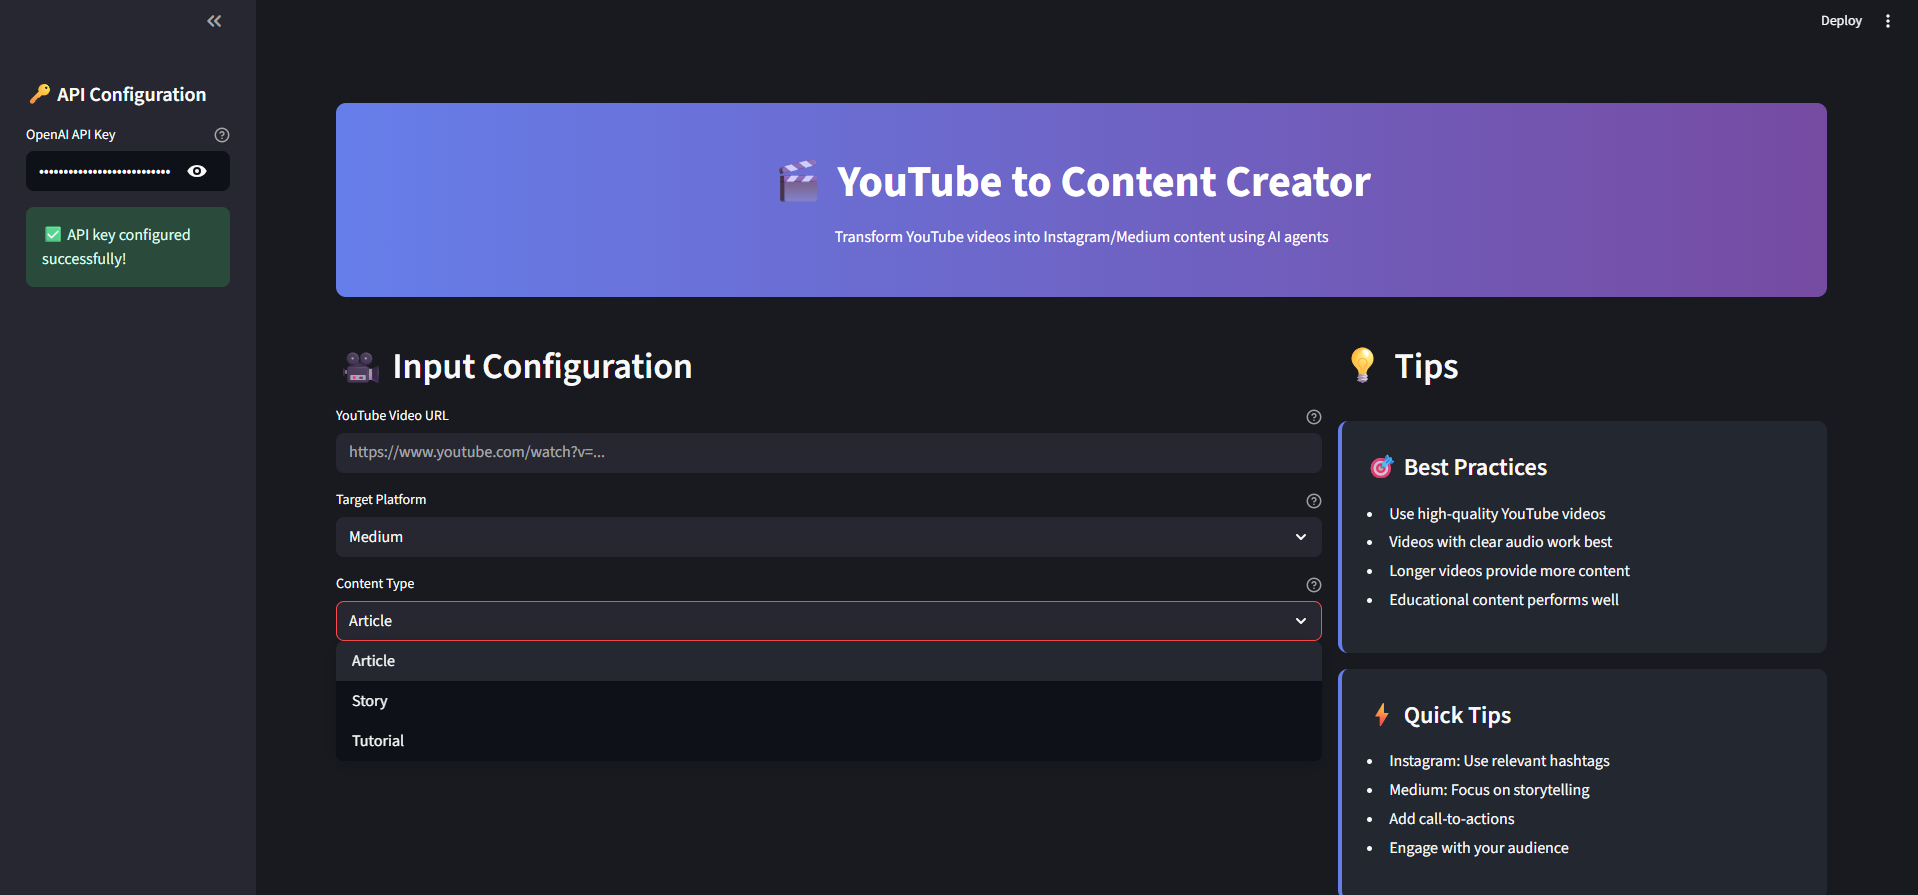 Deploy
🔑 API Configuration
OpenAI API Key
••••••••••••••••••••••••••••
✅ API key configured
successfully!
🎬 YouTube to Content Creator
Transform YouTube videos into Instagram/Medium content using AI agents
🎥 Input Configuration
YouTube Video URL
https://www.youtube.com/watch?v=...
Target Platform
Medium
Content Type
Article
Article
Story
Tutorial
💡 Tips
🎯 Best Practices
• Use high-quality YouTube videos
• Videos with clear audio work best
• Longer videos provide more content
• Educational content performs well
⚡ Quick Tips
• Instagram: Use relevant hashtags
• Medium: Focus on storytelling
• Add call-to-actions
• Engage with your audience